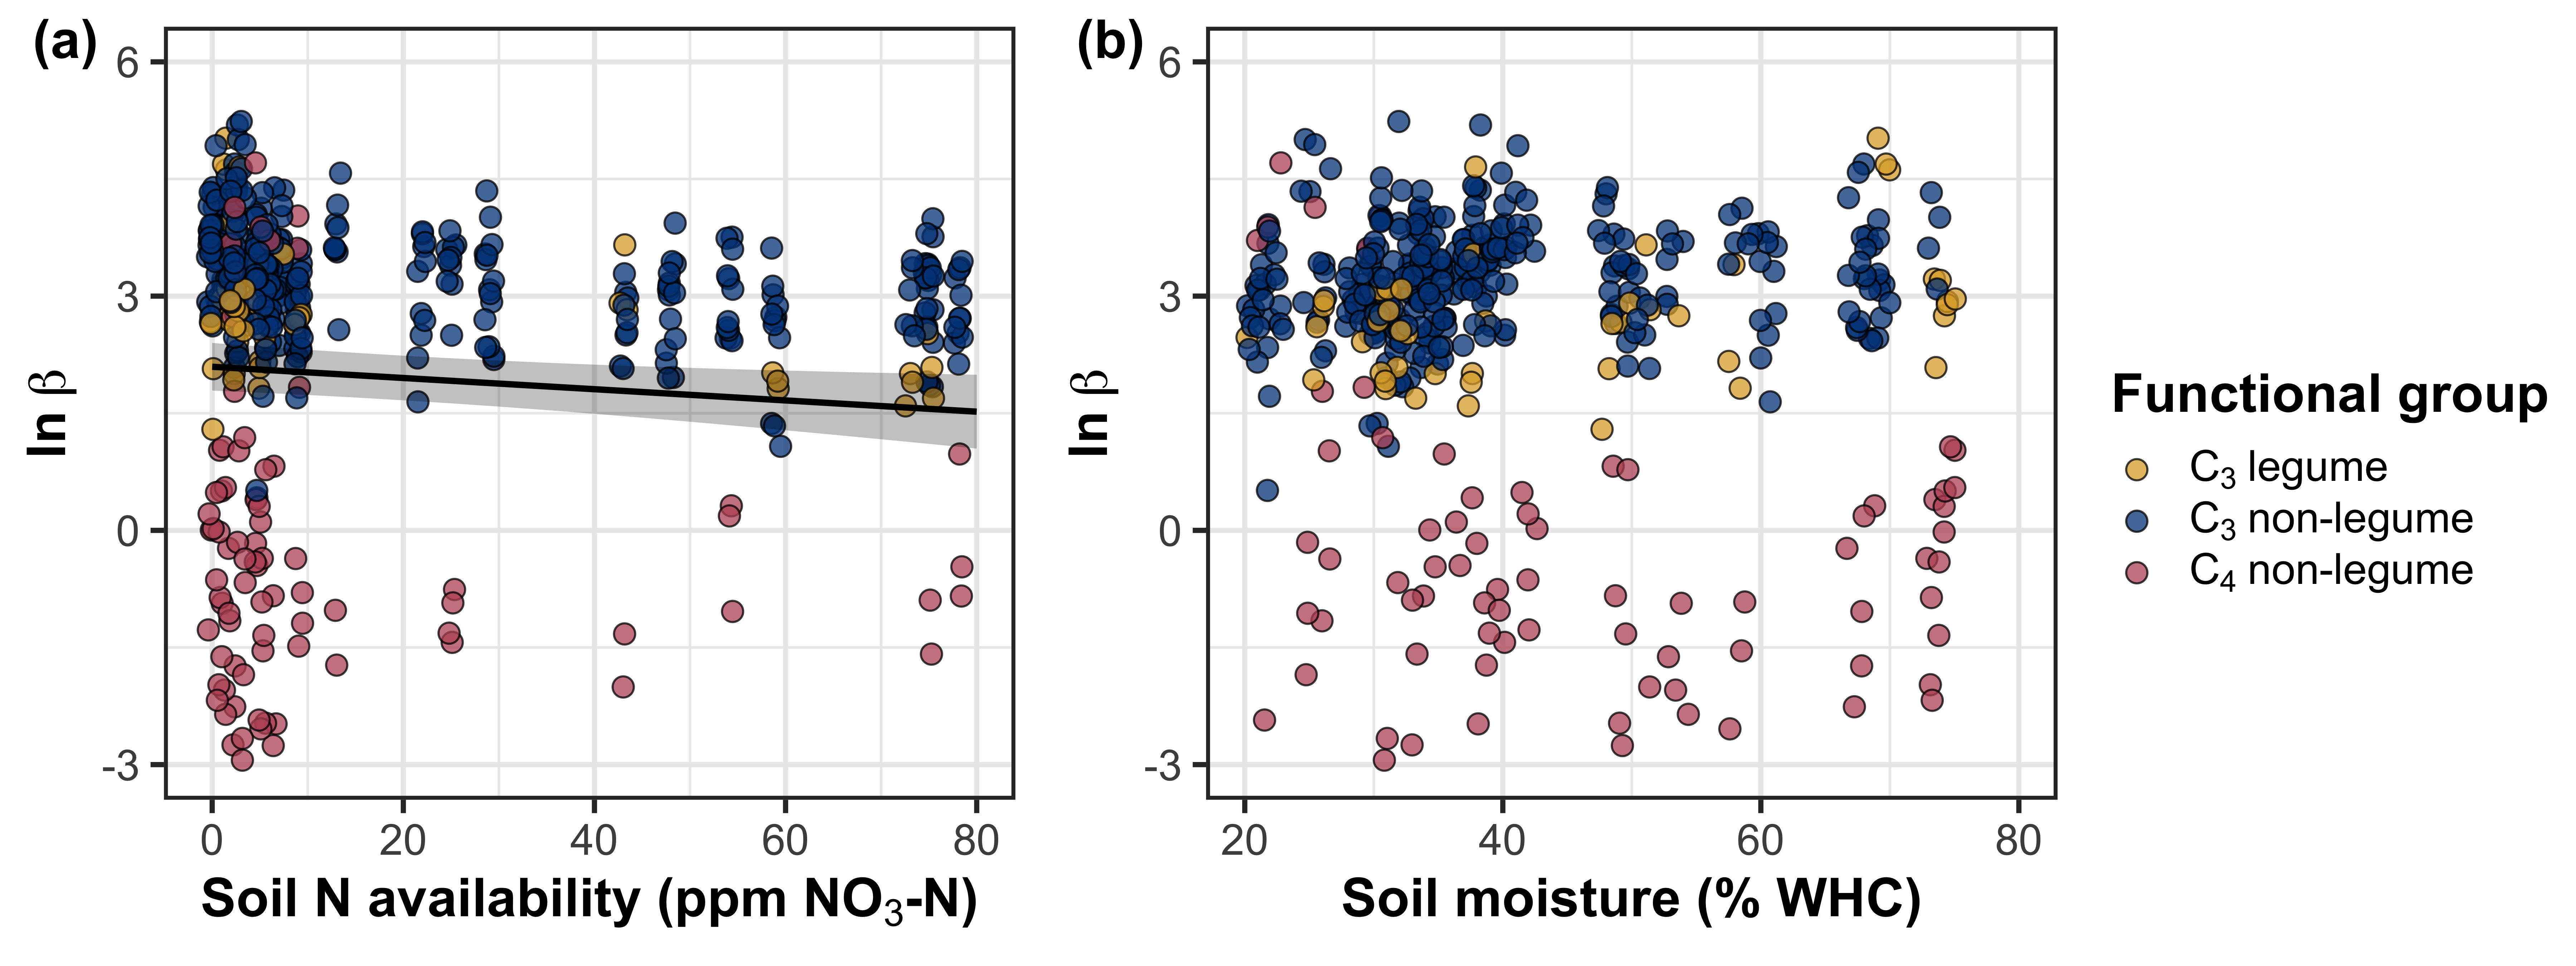 (a)
6
3
0
-3
ln β
0 20 40 60 80
Soil N availability (ppm NO₃-N)
(b)
6
3
0
-3
ln β
20 40 60 80
Soil moisture (% WHC)
Functional group
C₃ legume
C₃ non-legume
C₄ non-legume